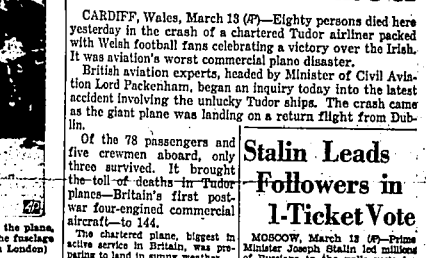 CARDIFF, Wales, March 13 (AP)—Eighty persons died here
yesterday in the crash of a chartered Tudor airliner packed
with Welsh football fans celebrating a victory over the Irish.
It was aviation's worst commercial plane disaster.
British aviation experts, headed by Minister of Civil Avia-
tion Lord Packenham, began an inquiry today into the latest
accident involving the unlucky Tudor ships. The crash came
as the giant plane was landing on a return flight from Dub-
lin.
Of the 78 passengers and
five crewmen aboard, only
three survived. It brought
the toll of deaths in Tudor
planes—Britain's first post-
war four-engined commercial
aircraft—to 144.
The chartered plane, biggest in
active service in Britain, was pre-
paring to land in sunny weather
Stalin Leads
Followers in
1-Ticket Vote
MOSCOW, March 13 (AP)—Prime
Minister Joseph Stalin led millions
AP
the plane,
he fuselage
London)